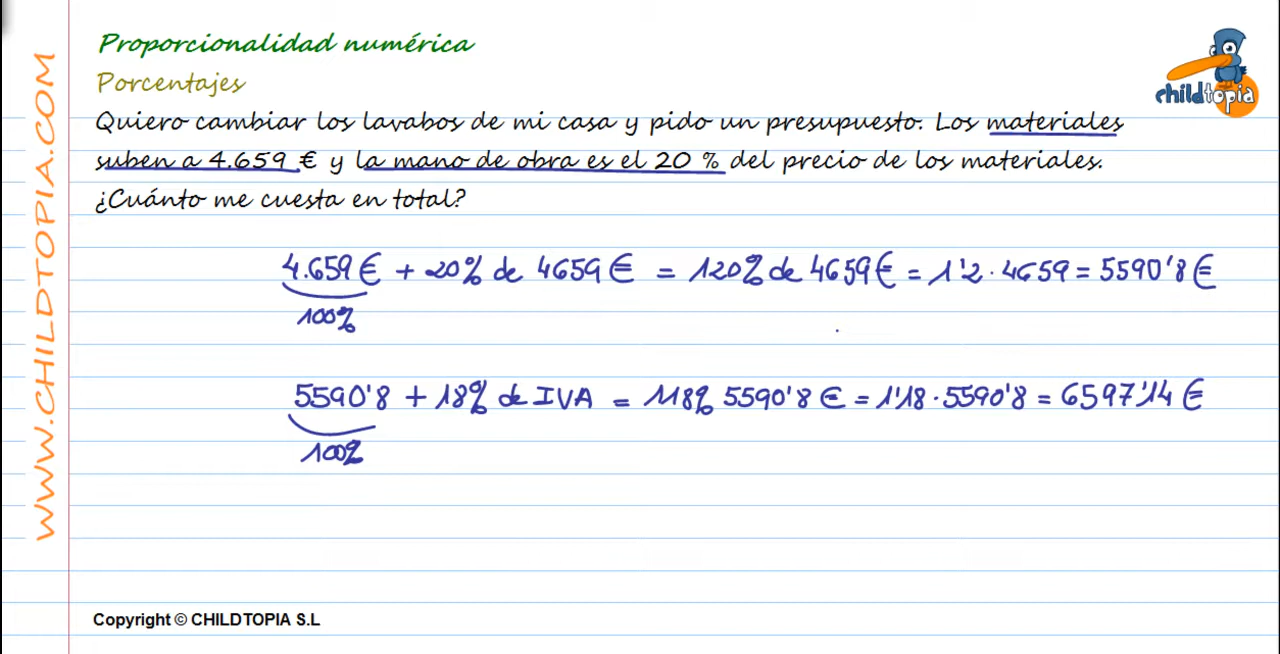 Proporcionalidad numérica
Porcentajes
Quiero cambiar los lavabos de mi casa y pido un presupuesto. Los materiales
suben a 4.659 € y la mano de obra es el 20 % del precio de los materiales.
¿Cuánto me cuesta en total?
4.659 € + 20% de 4659 € = 120% de 4659 € = 1'2 · 4659 = 5590'8 €
100%
5590'8 + 18% de IVA = 118% 5590'8 € = 1'18 · 5590'8 = 6597'14 €
100%
Copyright © CHILDTOPIA S.L
WWW.CHILDTOPIA.COM
childtopia